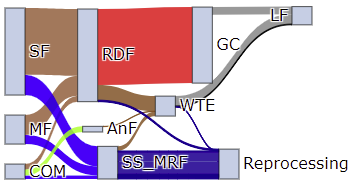 LF
GC
SF
RDF
WTE
MF
AnF
COM
SS_MRF
Reprocessing